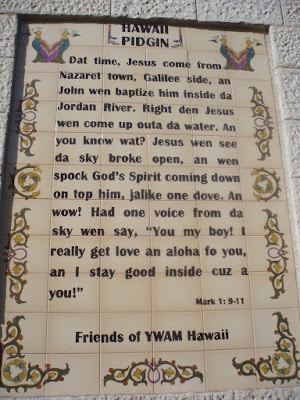 HAWAII
PIDGIN
Dat time, Jesus come from
Nazaret town, Galilee side, an
John wen baptize him inside da
Jordan River. Right den Jesus
wen come up outa da water. An
you know wat? Jesus wen see
da sky broke open, an wen
spock God's Spirit coming down
on top him, jalike one dove. An
wow! Had one voice from da
sky wen say, "You my boy! I
really get love an aloha fo you,
an I stay good inside cuz a
you!"
Mark 1: 9-11
Friends of YWAM Hawaii